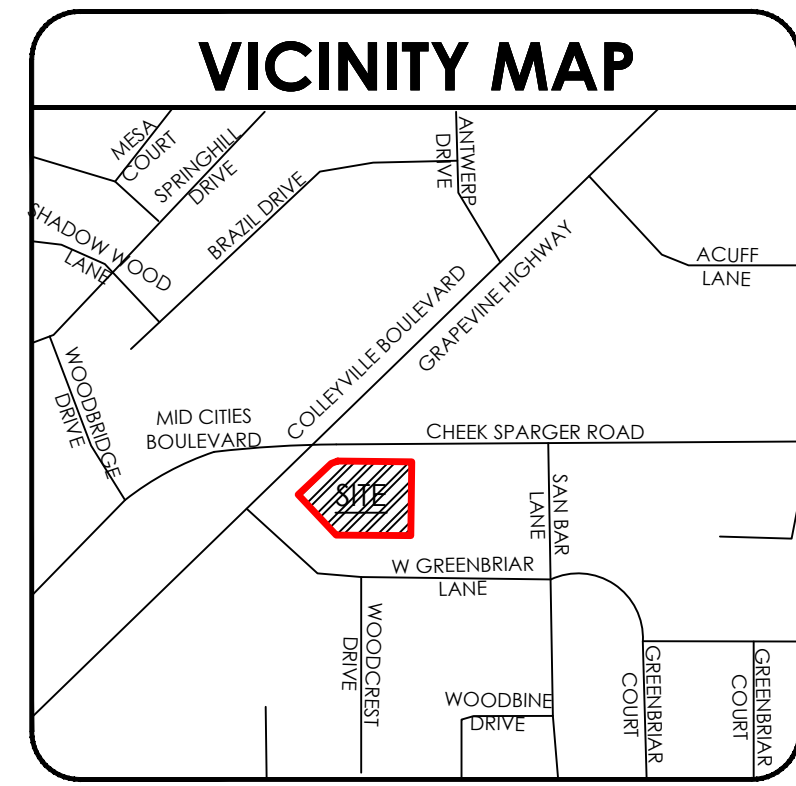 VICINITY MAP
MESA
COURT
SPRINGHILL
DRIVE
ANTWERP
DRIVE
BRAZIL DRIVE
SHADOW WOOD
LANE
ACUFF
LANE
COLLEYVILLE BOULEVARD
GRAPEVINE HIGHWAY
WOODBRIDGE
DRIVE
MID CITIES
BOULEVARD
CHEEK SPARGER ROAD
SITE
SAN BAR
LANE
W GREENBRIAR
LANE
WOODCREST
DRIVE
WOODBINE
DRIVE
GREENBRIAR
COURT
GREENBRIAR
COURT